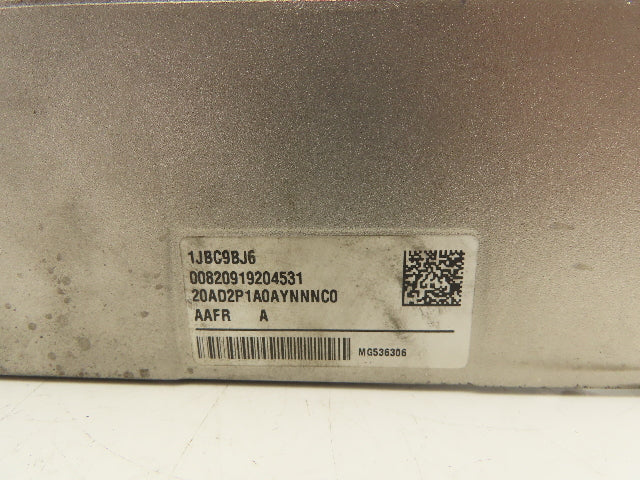 1JBC9BJ6
00820919204531
20AD2P1A0AYNNNC0
AAFR A
MG536306